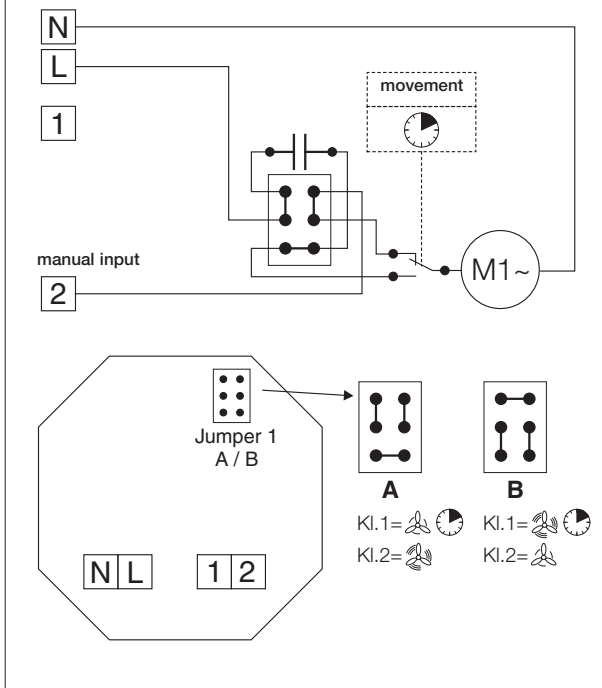 N
L
movement
1
manual input
2
M1~
Jumper 1
A / B
A
B
Kl.1=
Kl.1=
Kl.2=
Kl.2=
N L
1 2